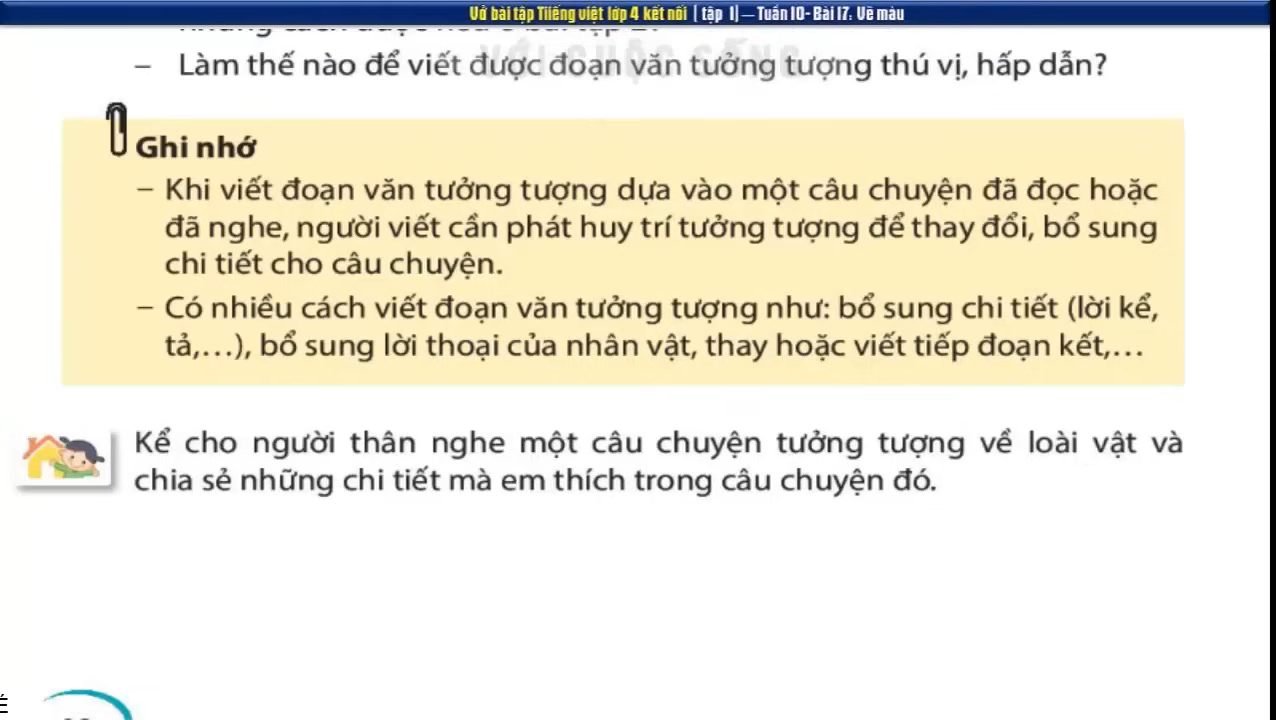 Vở bài tập Tiiếng việt lớp 4 kết nối ( tập 1) – Tuần 10- Bài 17: Vẽ màu
VỚI CUỘC SỐNG
– Làm thế nào để viết được đoạn văn tưởng tượng thú vị, hấp dẫn?
Ghi nhớ
– Khi viết đoạn văn tưởng tượng dựa vào một câu chuyện đã đọc hoặc
đã nghe, người viết cần phát huy trí tưởng tượng để thay đổi, bổ sung
chi tiết cho câu chuyện.
– Có nhiều cách viết đoạn văn tưởng tượng như: bổ sung chi tiết (lời kể,
tả,...), bổ sung lời thoại của nhân vật, thay hoặc viết tiếp đoạn kết,...
Kể cho người thân nghe một câu chuyện tưởng tượng về loài vật và
chia sẻ những chi tiết mà em thích trong câu chuyện đó.